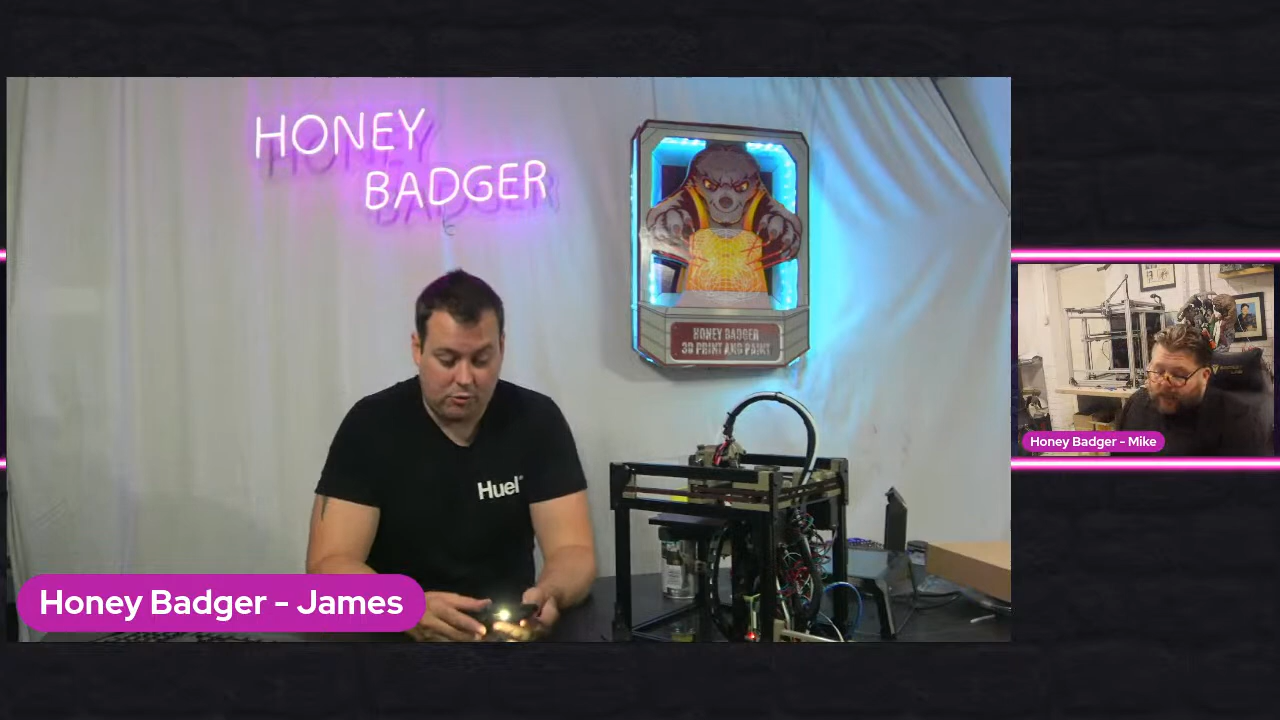 HONEY
BADGER
HONEY BADGER
3D PRINT AND PAINT
Huel
Honey Badger - James
Honey Badger - Mike